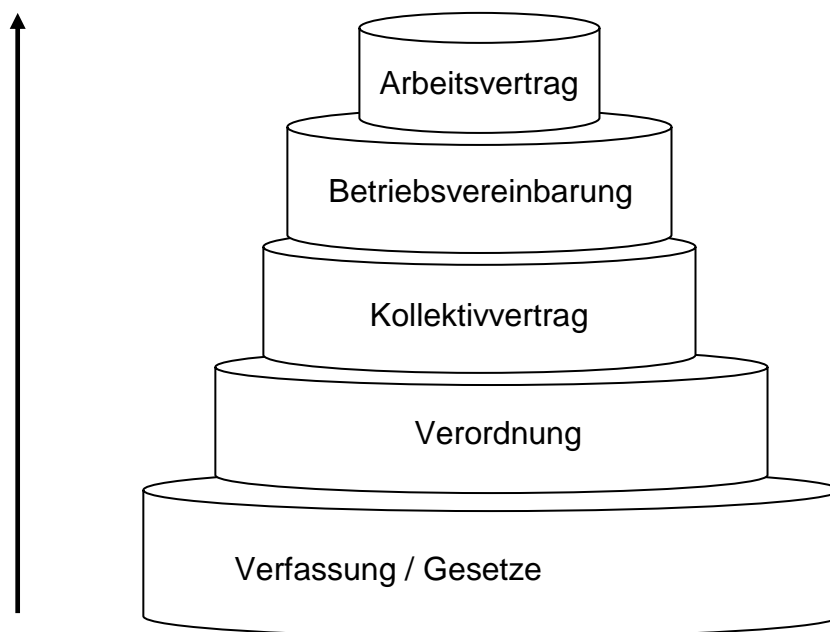 Arbeitsvertrag
Betriebsvereinbarung
Kollektivvertrag
Verordnung
Verfassung / Gesetze